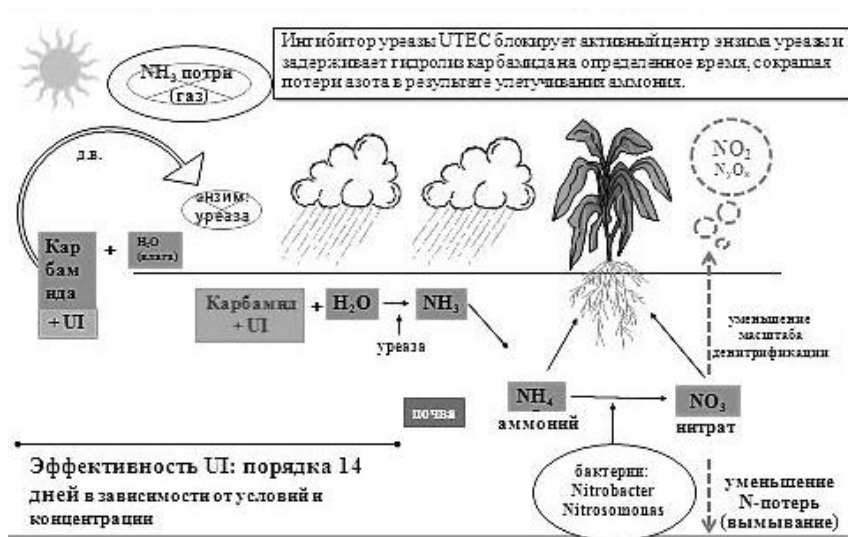 Ингибитор уреазы UTEC блокирует активный центр энзима уреазы и
задерживает гидролиз карбамида на определенное время, сокращая
потери азота в результате улетучивания аммония.
NH₃ потри
(газ)
д.в.
энзим:
уреаза
NO₂
NₓOₓ
Кар
бам
ида
+ UI
+
H₂O
(влага)
Карбамид
+ UI
+
H₂O
NH₃
уреаза
уменьшение
масштаба
денитрификации
почва
NH₄
аммоний
NO₃
нитрат
Эффективность UI: порядка 14
дней в зависимости от условий и
концентрации
бактерии:
Nitrobacter
Nitrosomonas
уменьшение
N-потерь
(вымывание)